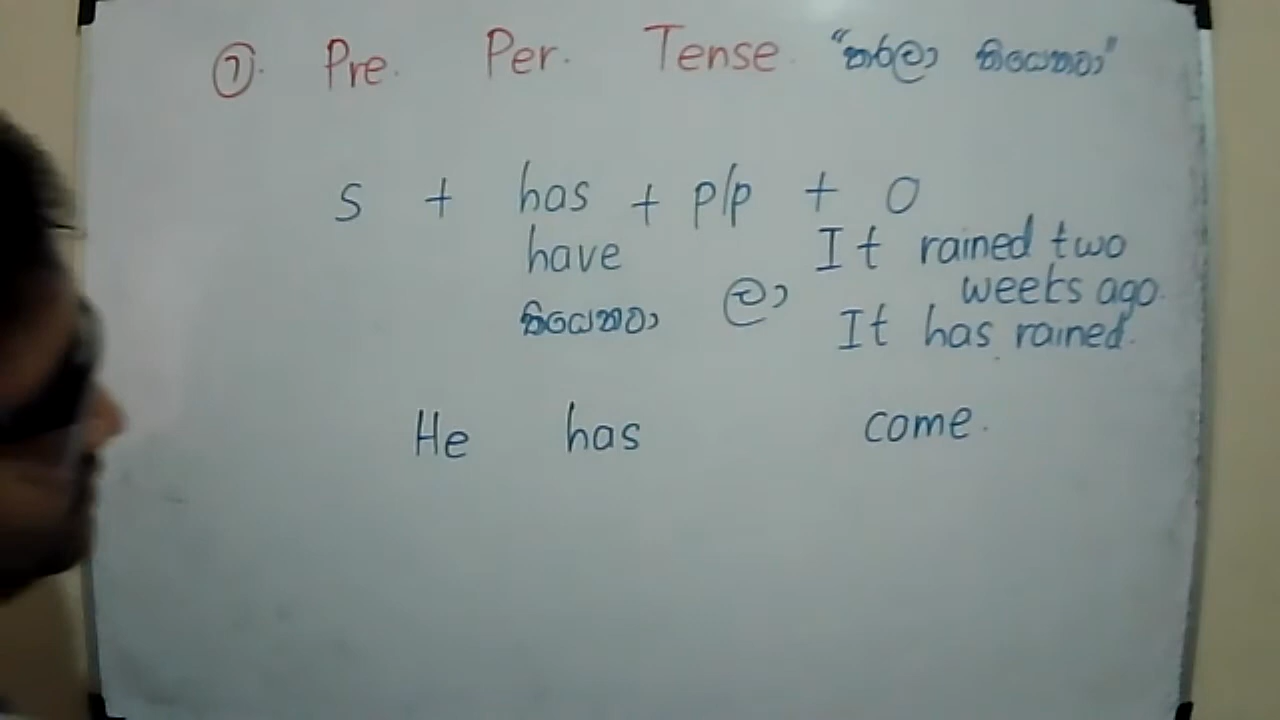 ⑦. Pre. Per. Tense. "කරලා තියෙනවා"
S + has + p/p + O
have
තියෙනවා ලා
It rained two
weeks ago.
It has rained.
He has come.